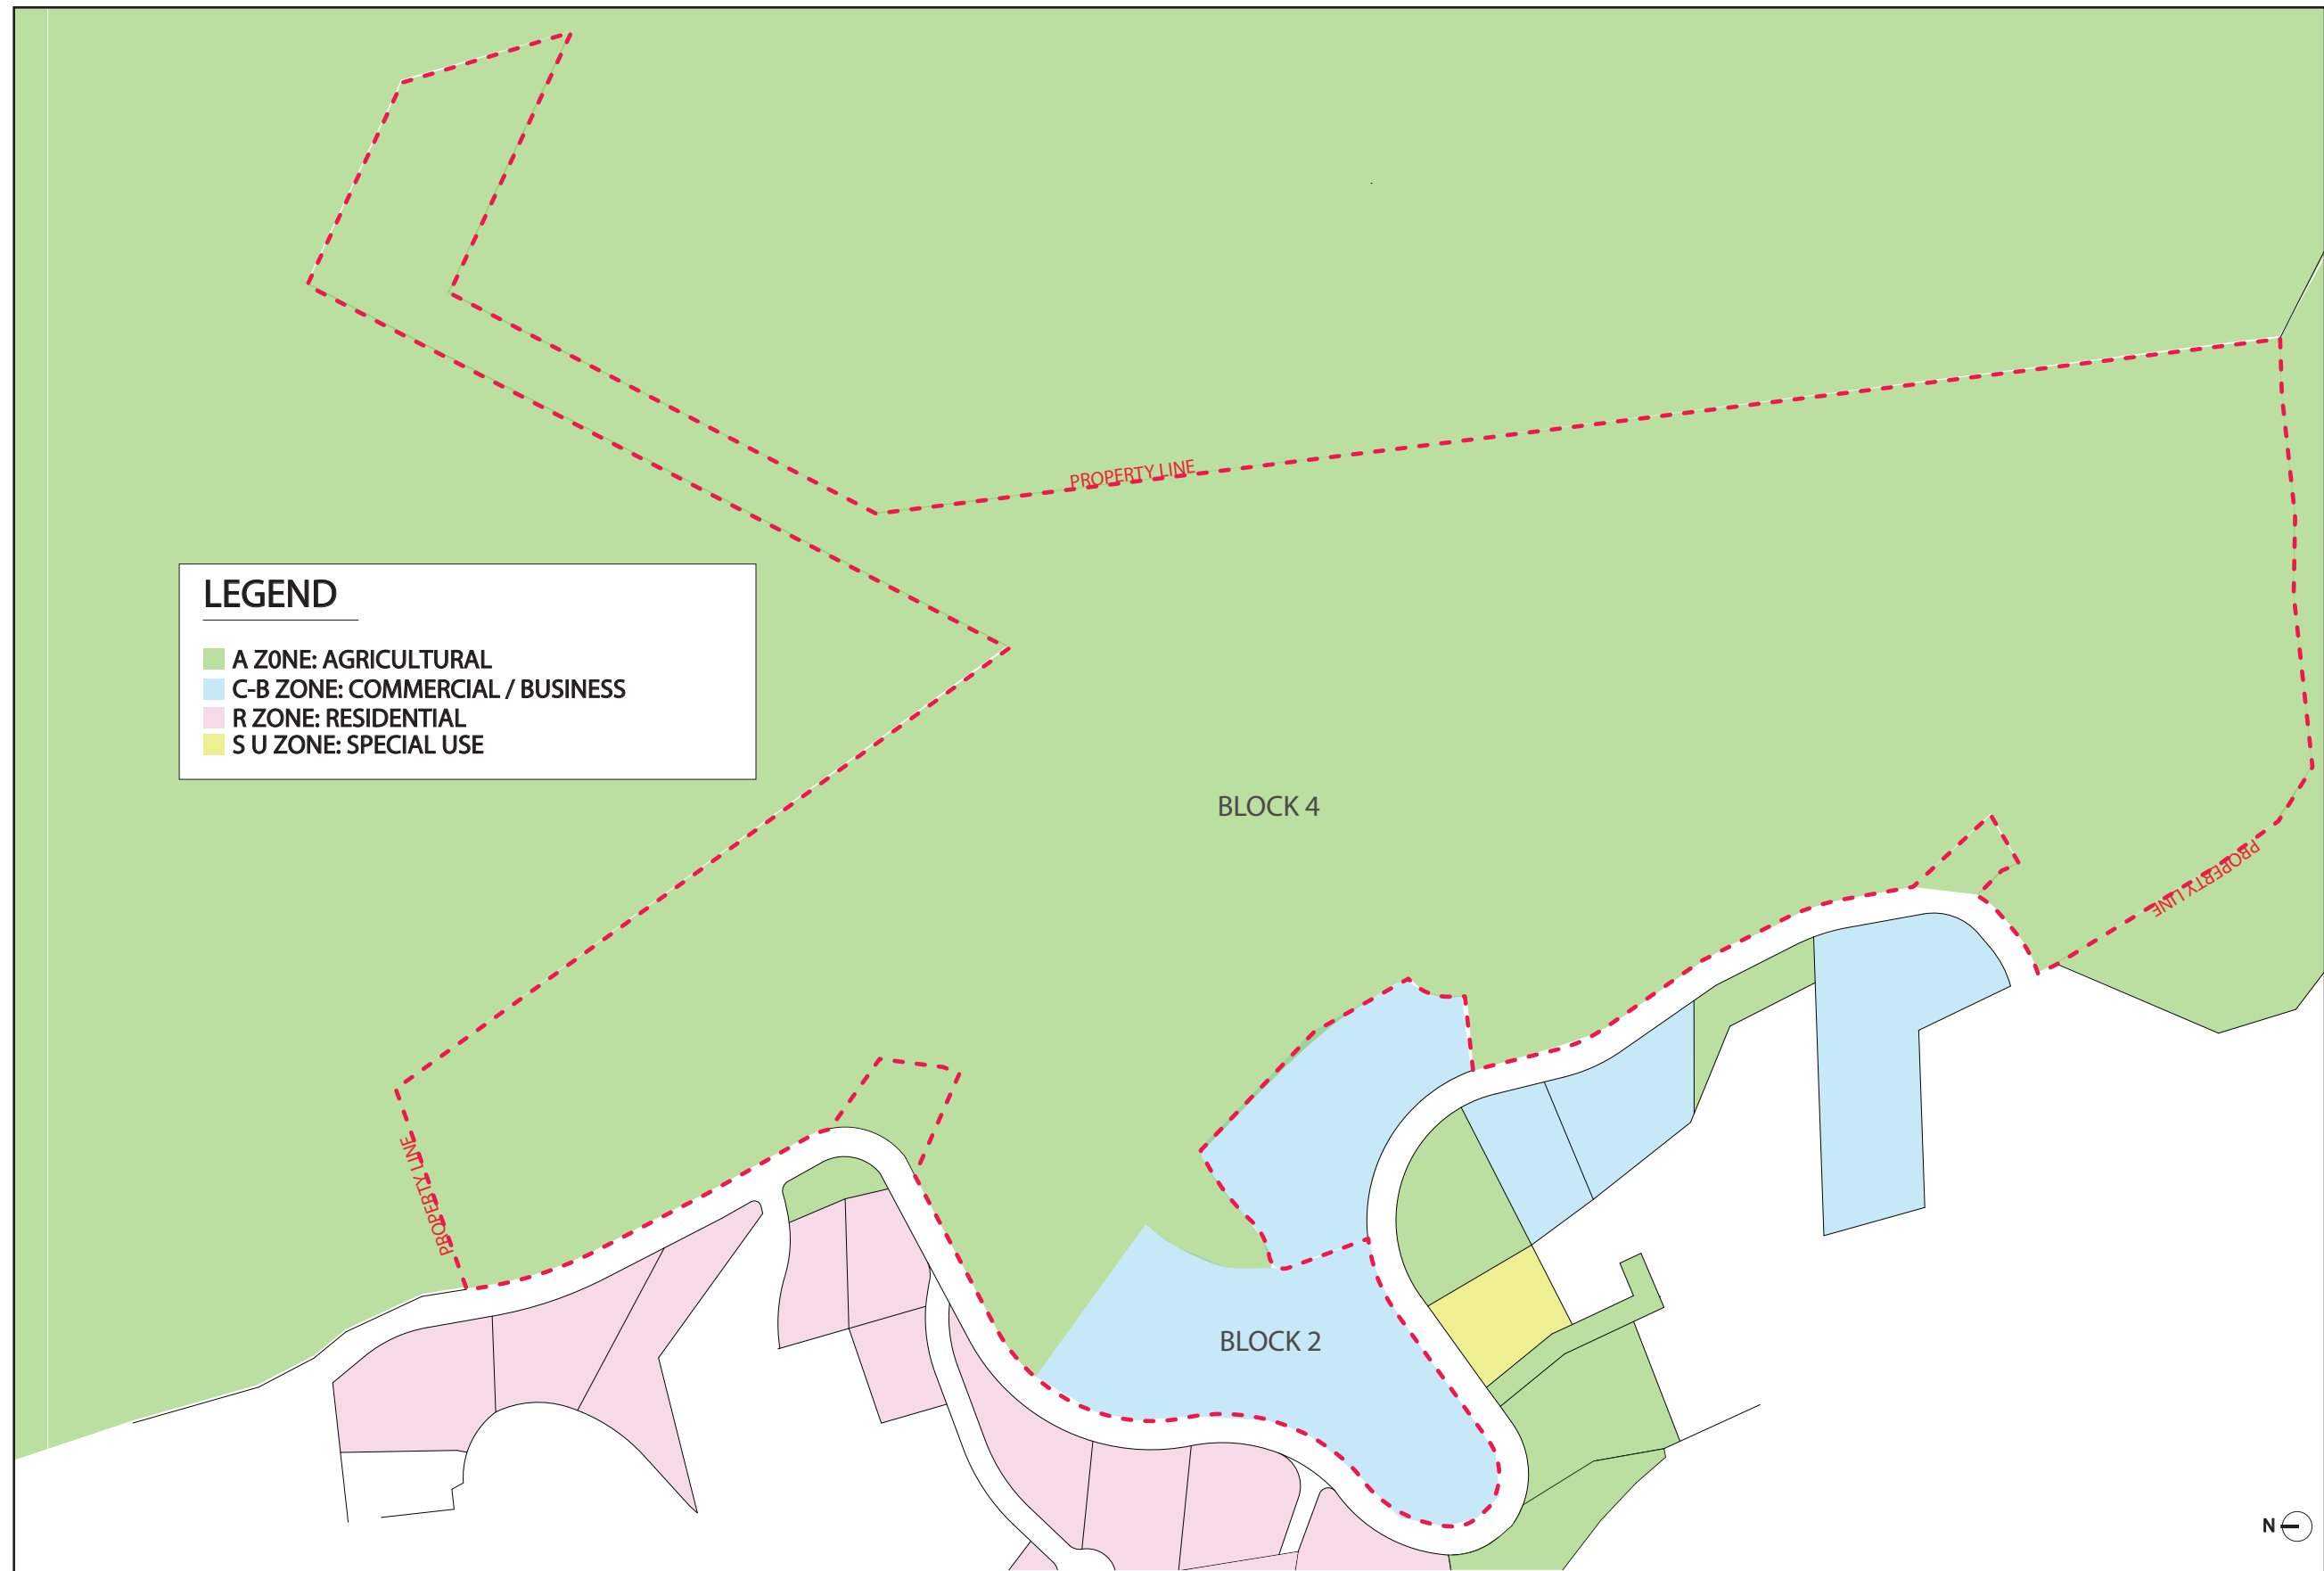 PROPERTY LINE
LEGEND
A Z0NE: AGRICULTURAL
C-B ZONE: COMMERCIAL / BUSINESS
R ZONE: RESIDENTIAL
S U ZONE: SPECIAL USE
BLOCK 4
PROPERTY LINE
PROPERTY LINE
BLOCK 2
N